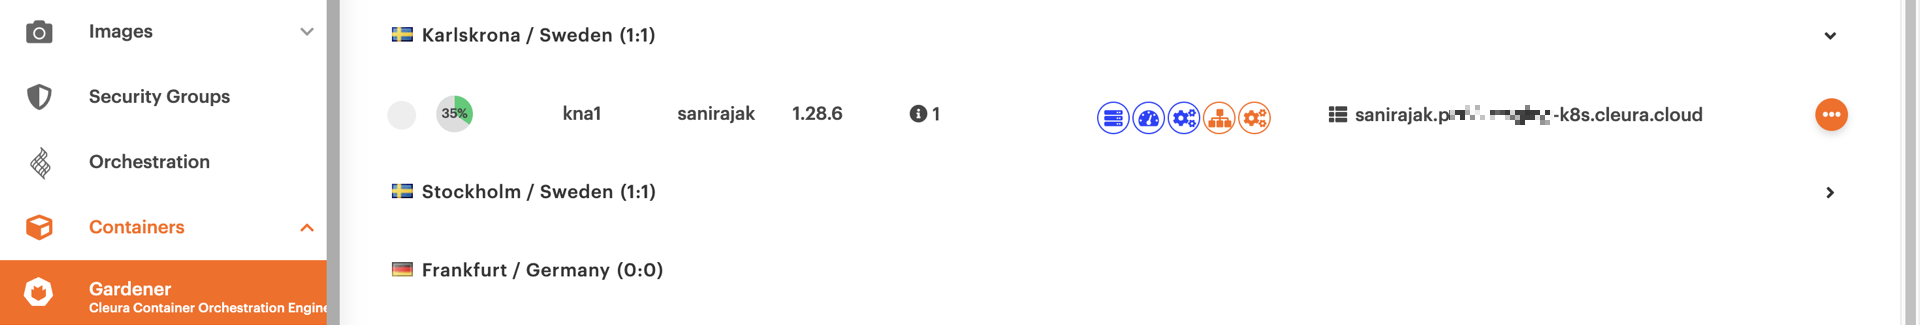 Images
Security Groups
Orchestration
Containers
Gardener
Cleura Container Orchestration Engine
Karlskrona / Sweden (1:1)
35% kna1 sanirajak 1.28.6 1 sanirajak.p -k8s.cleura.cloud
Stockholm / Sweden (1:1)
Frankfurt / Germany (0:0)